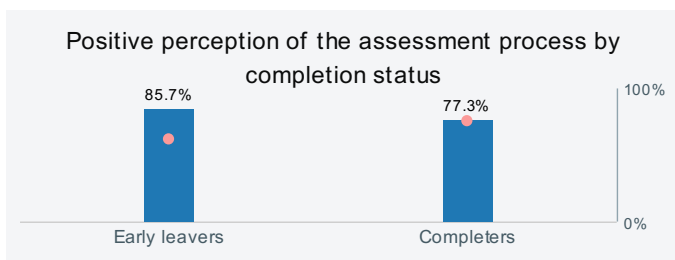 Positive perception of the assessment process by
completion status
85.7%
77.3%
100%
0%
Early leavers
Completers